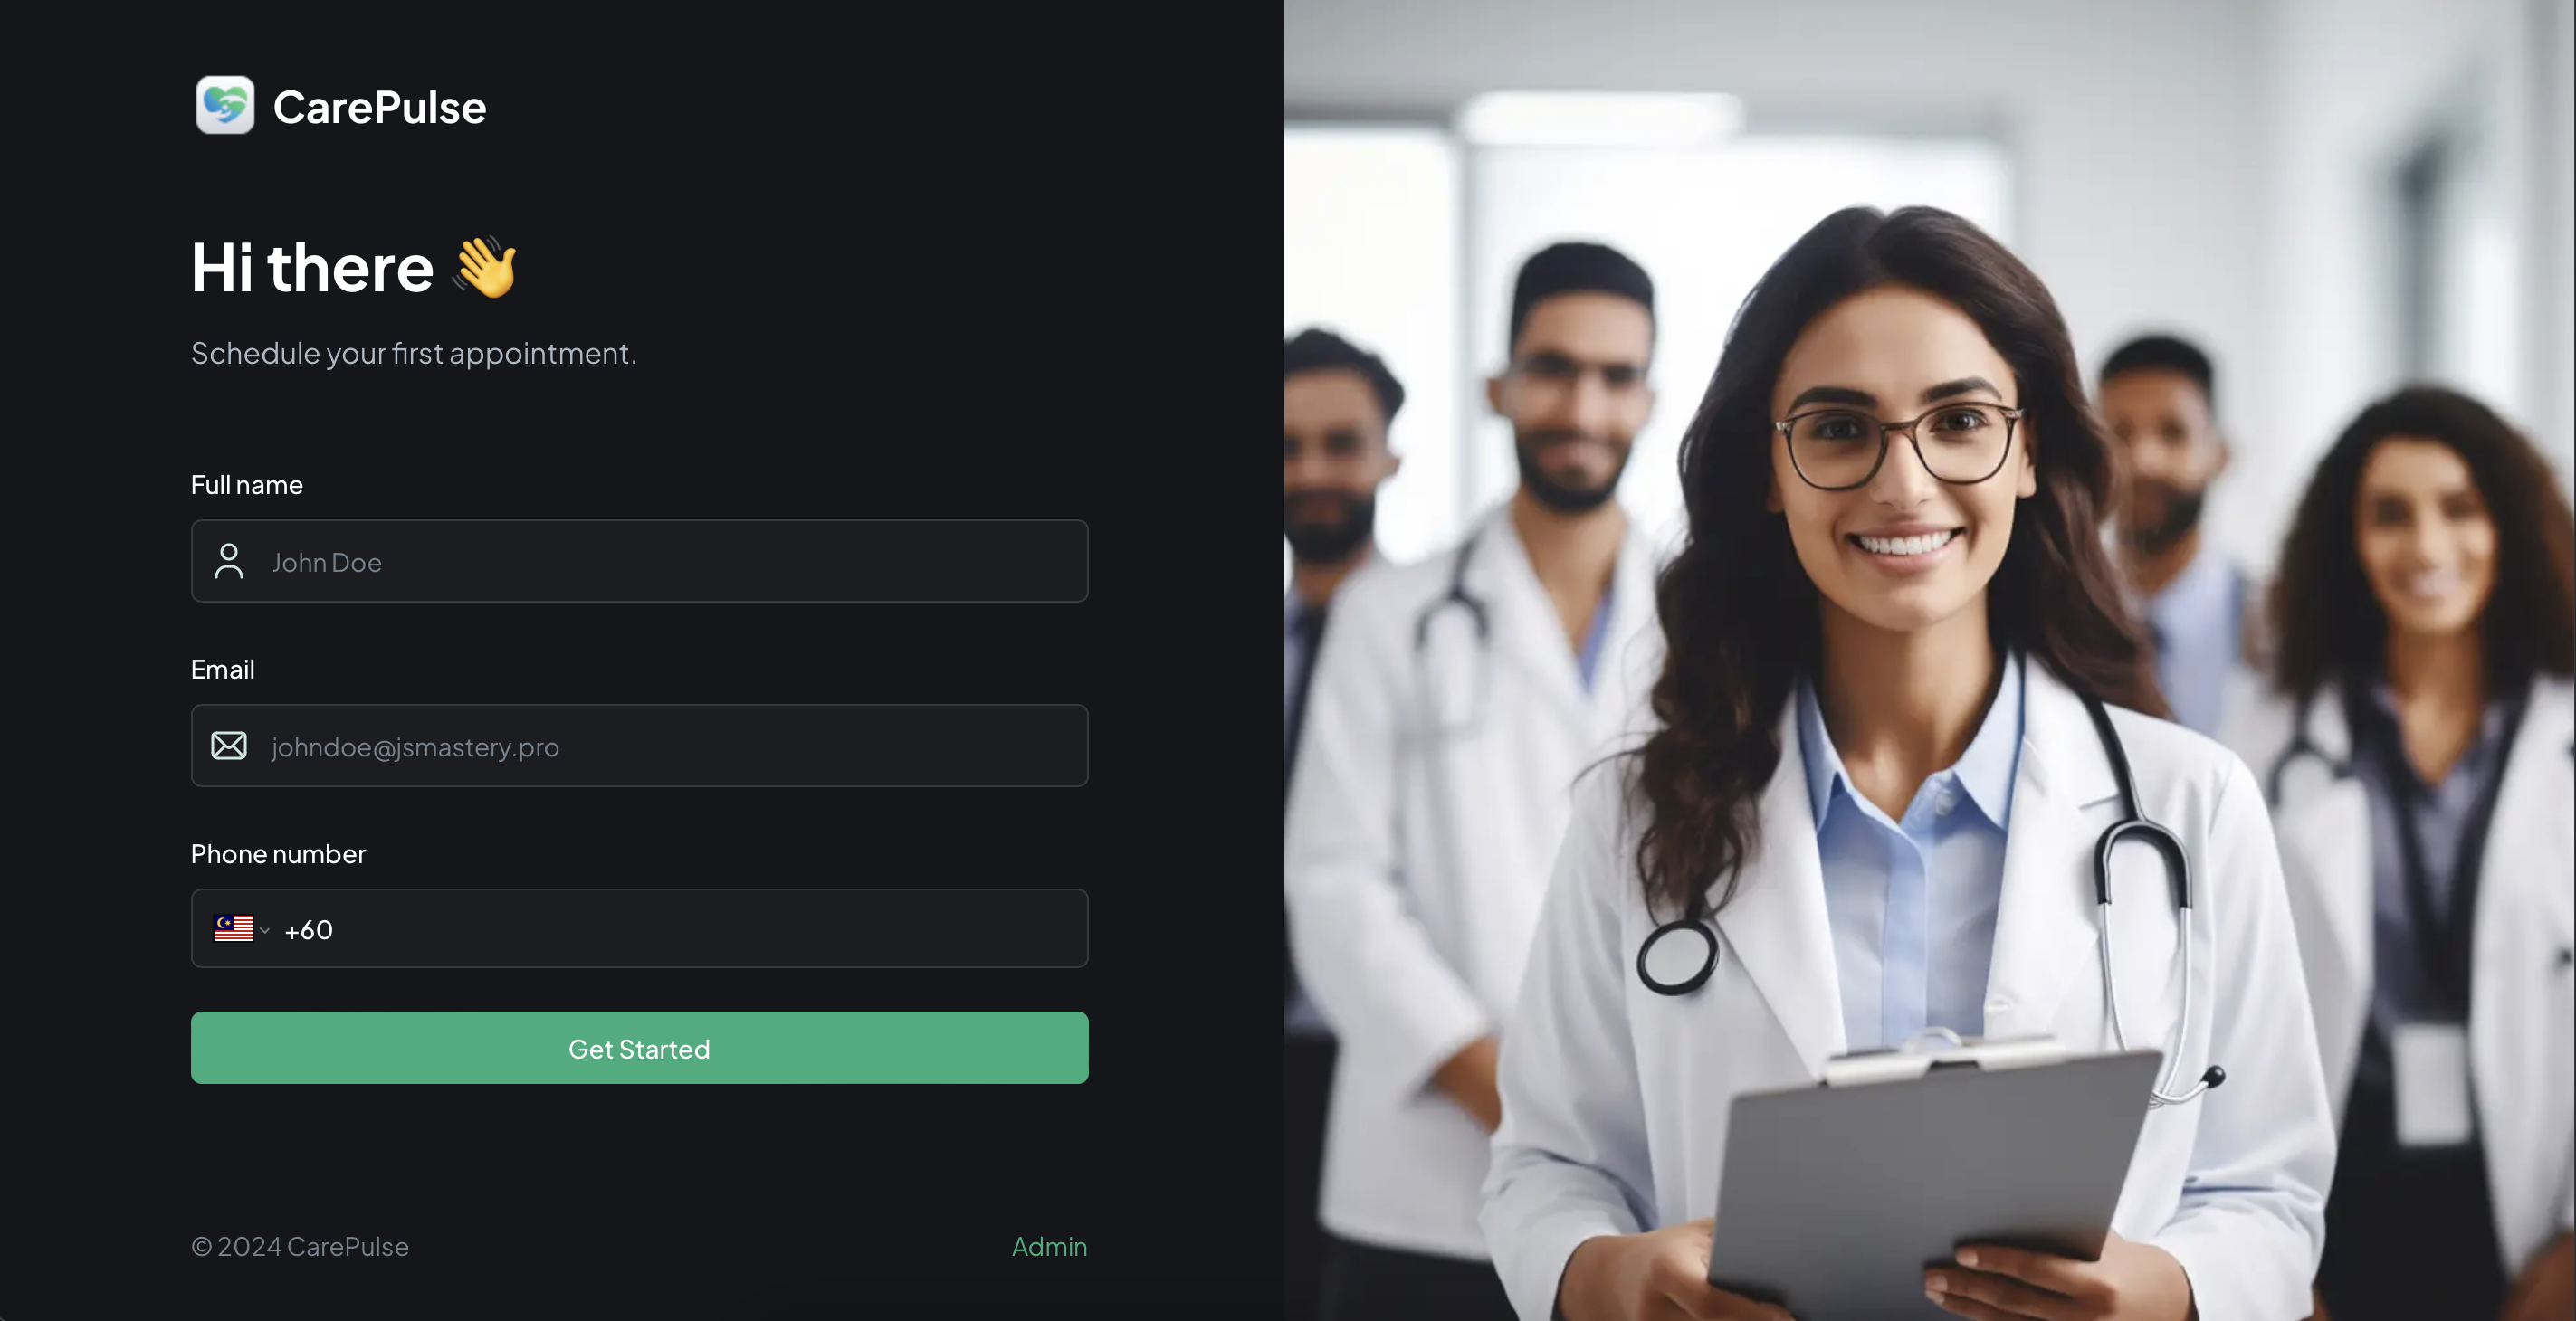 CarePulse
Hi there 👋
Schedule your first appointment.
Full name
John Doe
Email
johndoe@jsmastery.pro
Phone number
+60
Get Started
© 2024 CarePulse
Admin